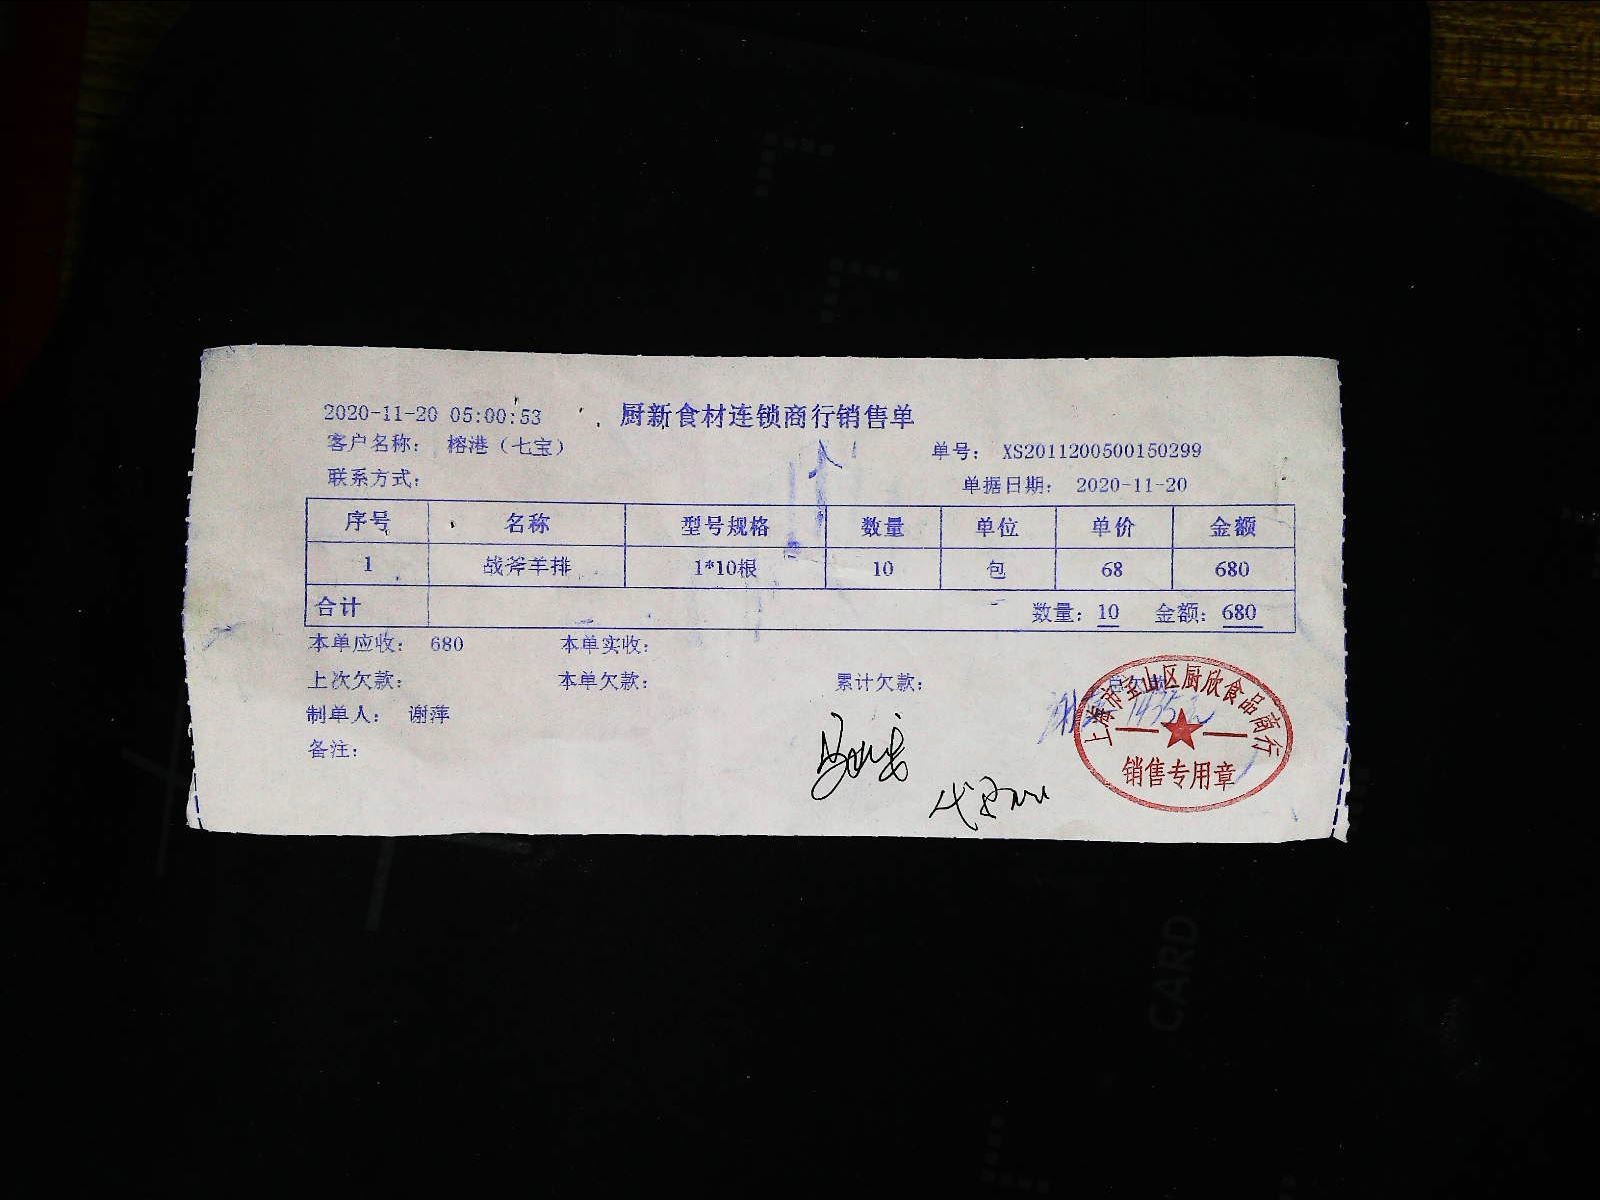 2020-11-20 05:00:53 厨新食材连锁商行销售单
客户名称： 榕港（七宝） 单号： XS2011200500150299
联系方式： 单据日期： 2020-11-20
序号 名称 型号规格 数量 单位 单价 金额
1 战斧羊排 1*10根 10 包 68 680
合计 数量：10 金额：680
本单应收： 680 本单实收：
上次欠款： 本单欠款： 累计欠款：
制单人： 谢萍
备注：
上海市宝山区厨欣食品商行
销售专用章
CARD